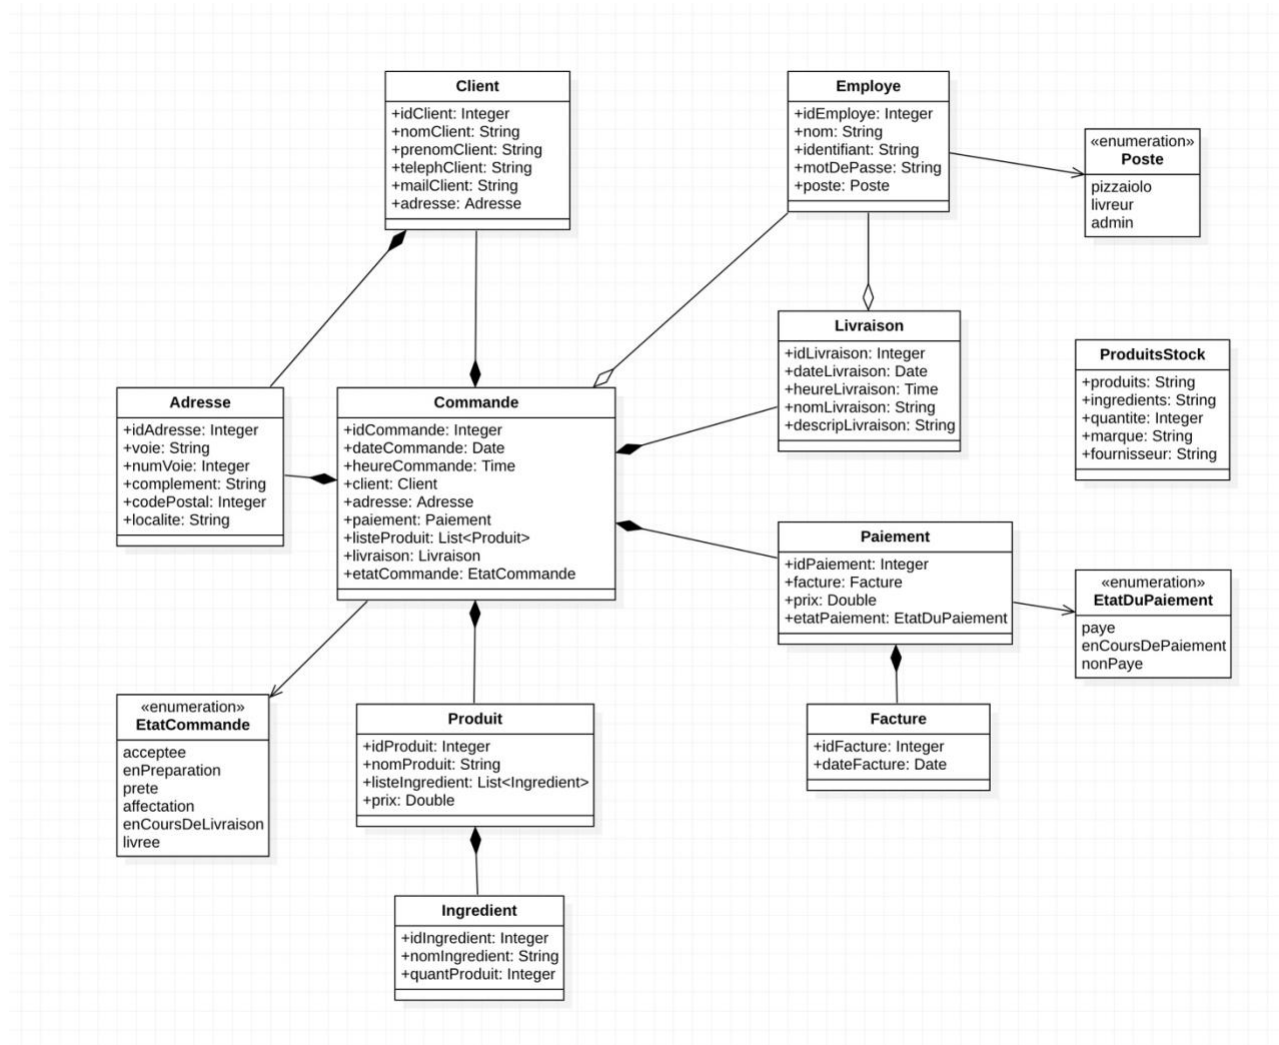 Client
+idClient: Integer
+nomClient: String
+prenomClient: String
+telephClient: String
+mailClient: String
+adresse: Adresse
Employe
+idEmploye: Integer
+nom: String
+identifiant: String
+motDePasse: String
+poste: Poste
«enumeration»
Poste
pizzaiolo
livreur
admin
Adresse
+idAdresse: Integer
+voie: String
+numVoie: Integer
+complement: String
+codePostal: Integer
+localite: String
Commande
+idCommande: Integer
+dateCommande: Date
+heureCommande: Time
+client: Client
+adresse: Adresse
+paiement: Paiement
+listeProduit: List<Produit>
+livraison: Livraison
+etatCommande: EtatCommande
Livraison
+idLivraison: Integer
+dateLivraison: Date
+heureLivraison: Time
+nomLivraison: String
+descripLivraison: String
ProduitsStock
+produits: String
+ingredients: String
+quantite: Integer
+marque: String
+fournisseur: String
Paiement
+idPaiement: Integer
+facture: Facture
+prix: Double
+etatPaiement: EtatDuPaiement
«enumeration»
EtatDuPaiement
paye
enCoursDePaiement
nonPaye
«enumeration»
EtatCommande
acceptee
enPreparation
prete
affectation
enCoursDeLivraison
livree
Produit
+idProduit: Integer
+nomProduit: String
+listeIngredient: List<Ingredient>
+prix: Double
Facture
+idFacture: Integer
+dateFacture: Date
Ingredient
+idIngredient: Integer
+nomIngredient: String
+quantProduit: Integer